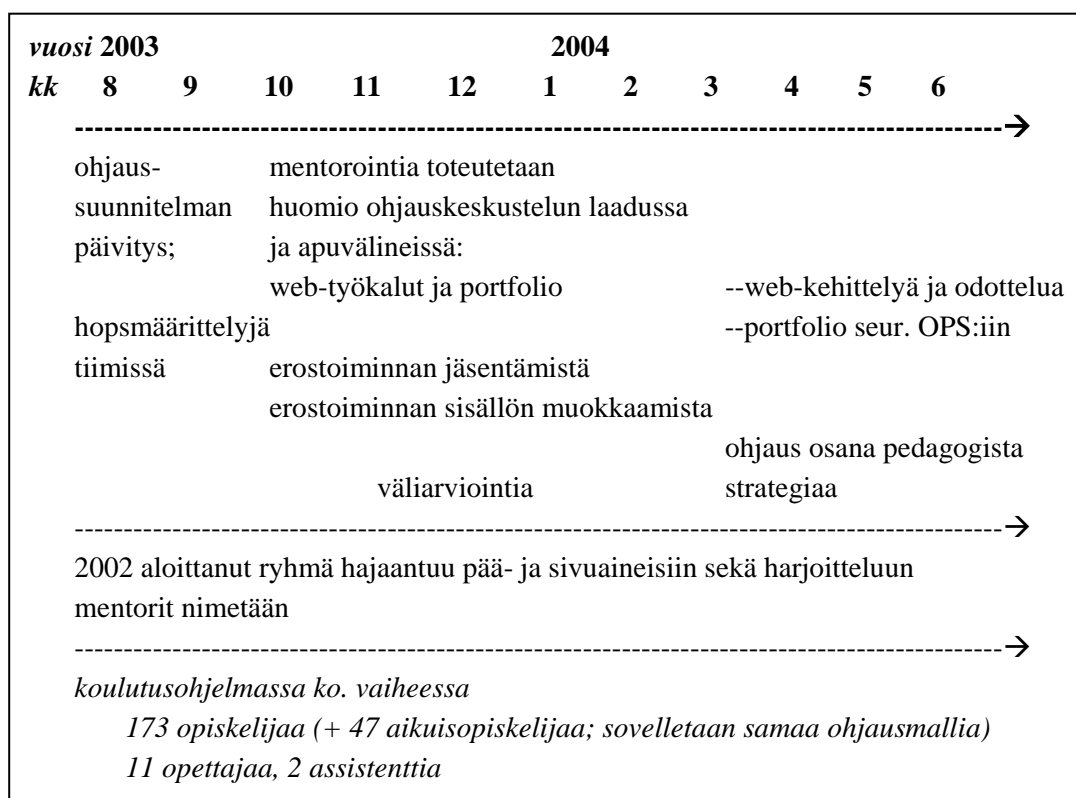 vuosi 2003 2004
kk 8 9 10 11 12 1 2 3 4 5 6
--------------------------------------------------------------------------------------------→
ohjaus- mentorointia toteutetaan
suunnitelman huomio ohjauskeskustelun laadussa
päivitys; ja apuvälineissä:
web-työkalut ja portfolio --web-kehittelyä ja odottelua
hopsmäärittelyjä --portfolio seur. OPS:iin
tiimissä erostoiminnan jäsentämistä
erostoiminnan sisällön muokkaamista
ohjaus osana pedagogista
väliarviointia strategiaa
--------------------------------------------------------------------------------------------→
2002 aloittanut ryhmä hajaantuu pää- ja sivuaineisiin sekä harjoitteluun
mentorit nimetään
--------------------------------------------------------------------------------------------→
koulutusohjelmassa ko. vaiheessa
173 opiskelijaa (+ 47 aikuisopiskelijaa; sovelletaan samaa ohjausmallia)
11 opettajaa, 2 assistenttia